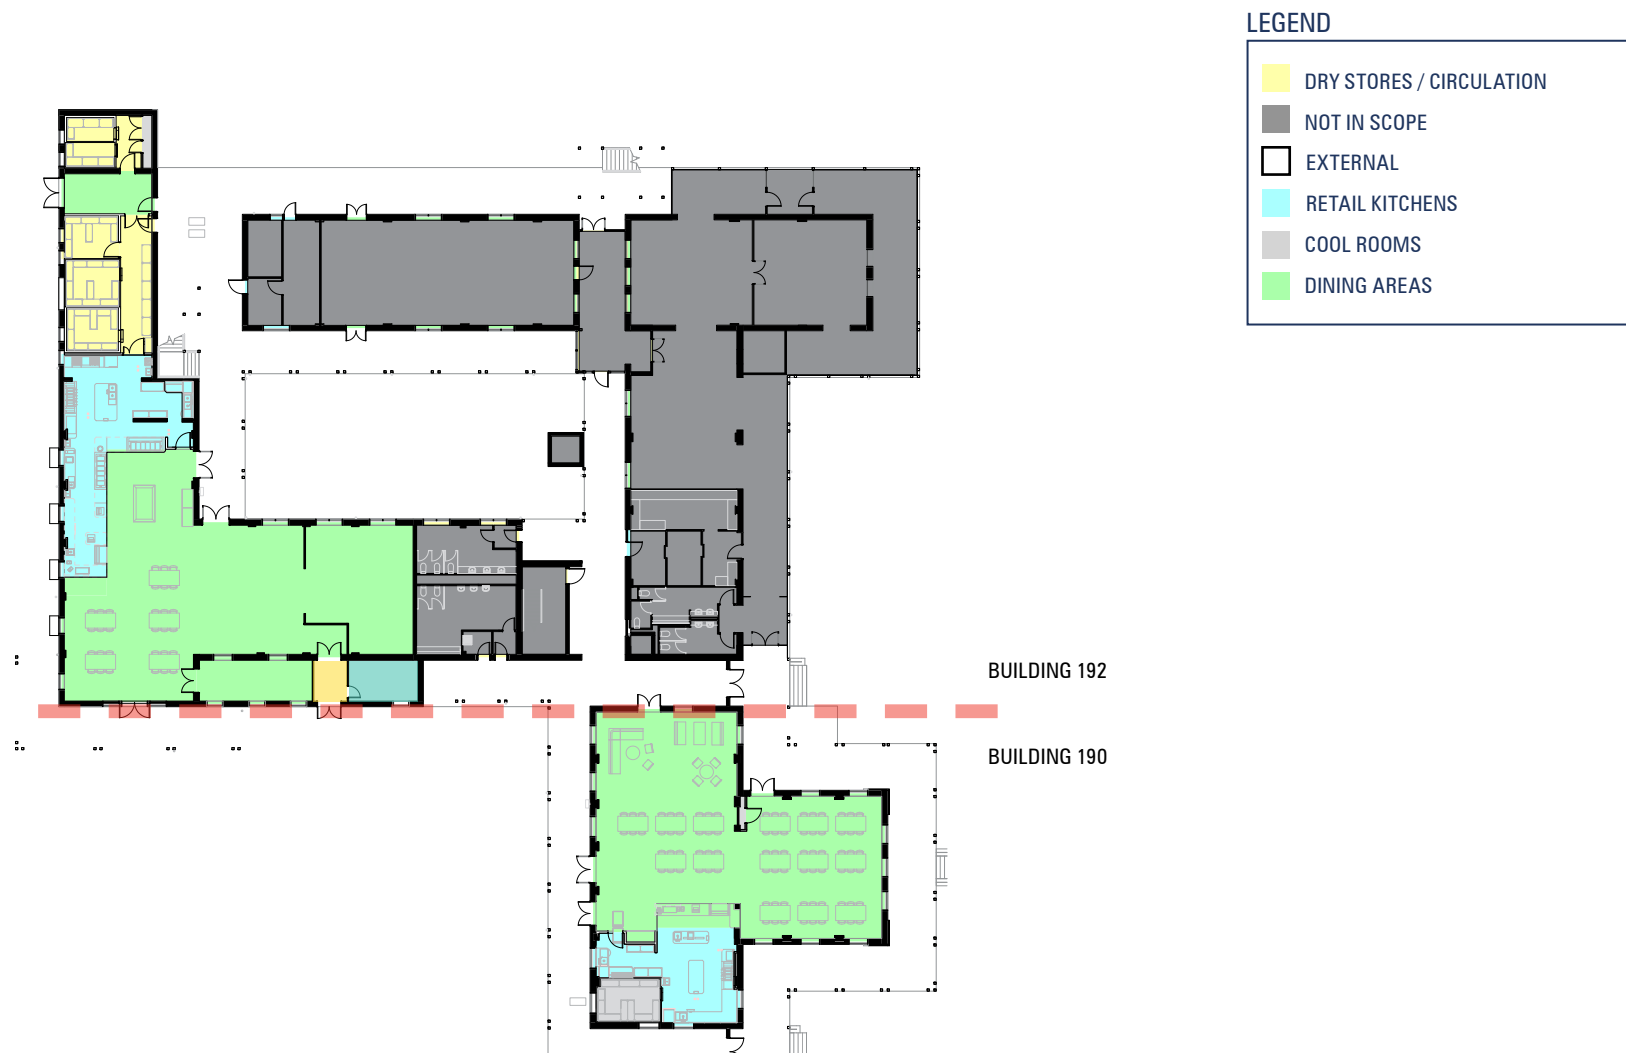 LEGEND
DRY STORES / CIRCULATION
NOT IN SCOPE
EXTERNAL
RETAIL KITCHENS
COOL ROOMS
DINING AREAS
BUILDING 192
BUILDING 190